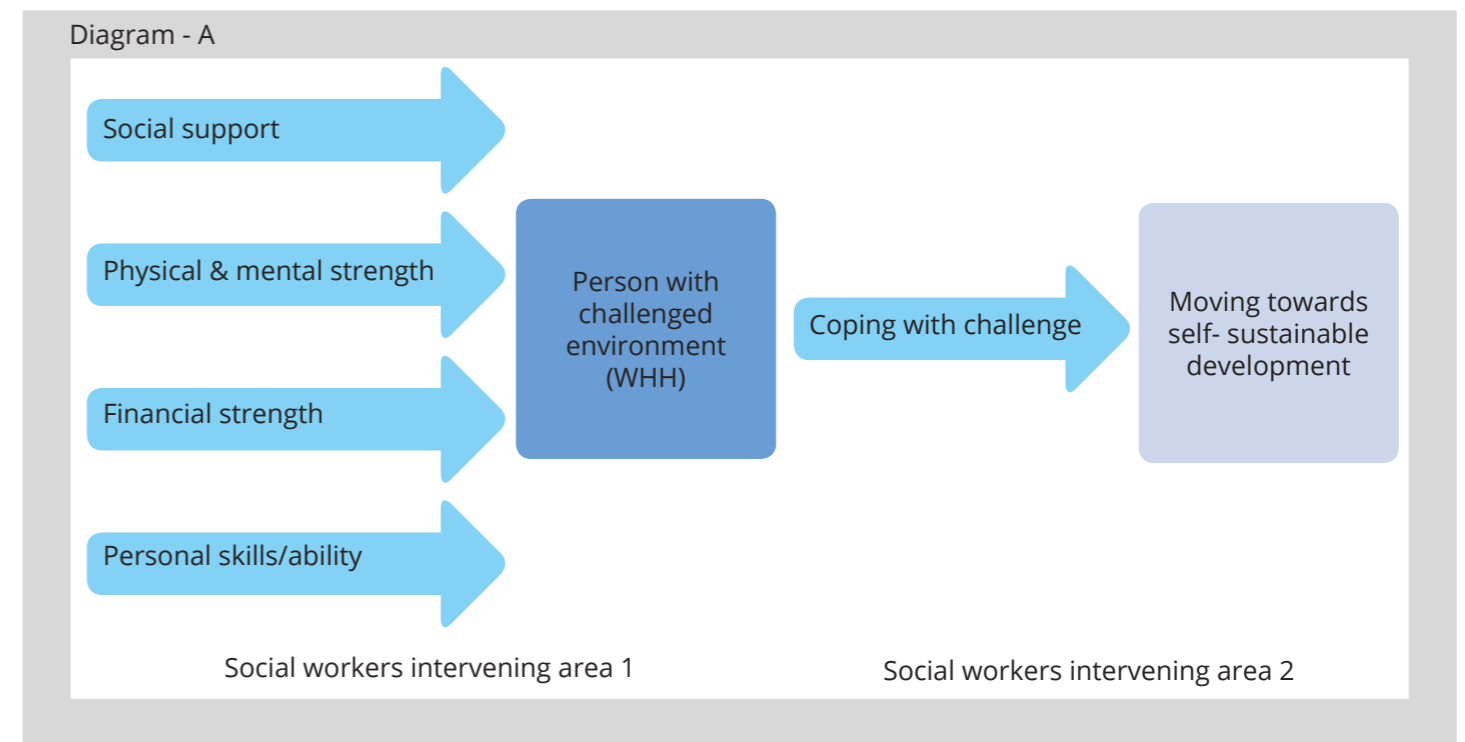 Diagram - A
Social support
Physical & mental strength
Financial strength
Personal skills/ability
Person with
challenged
environment
(WHH)
Coping with challenge
Moving towards
self- sustainable
development
Social workers intervening area 1
Social workers intervening area 2